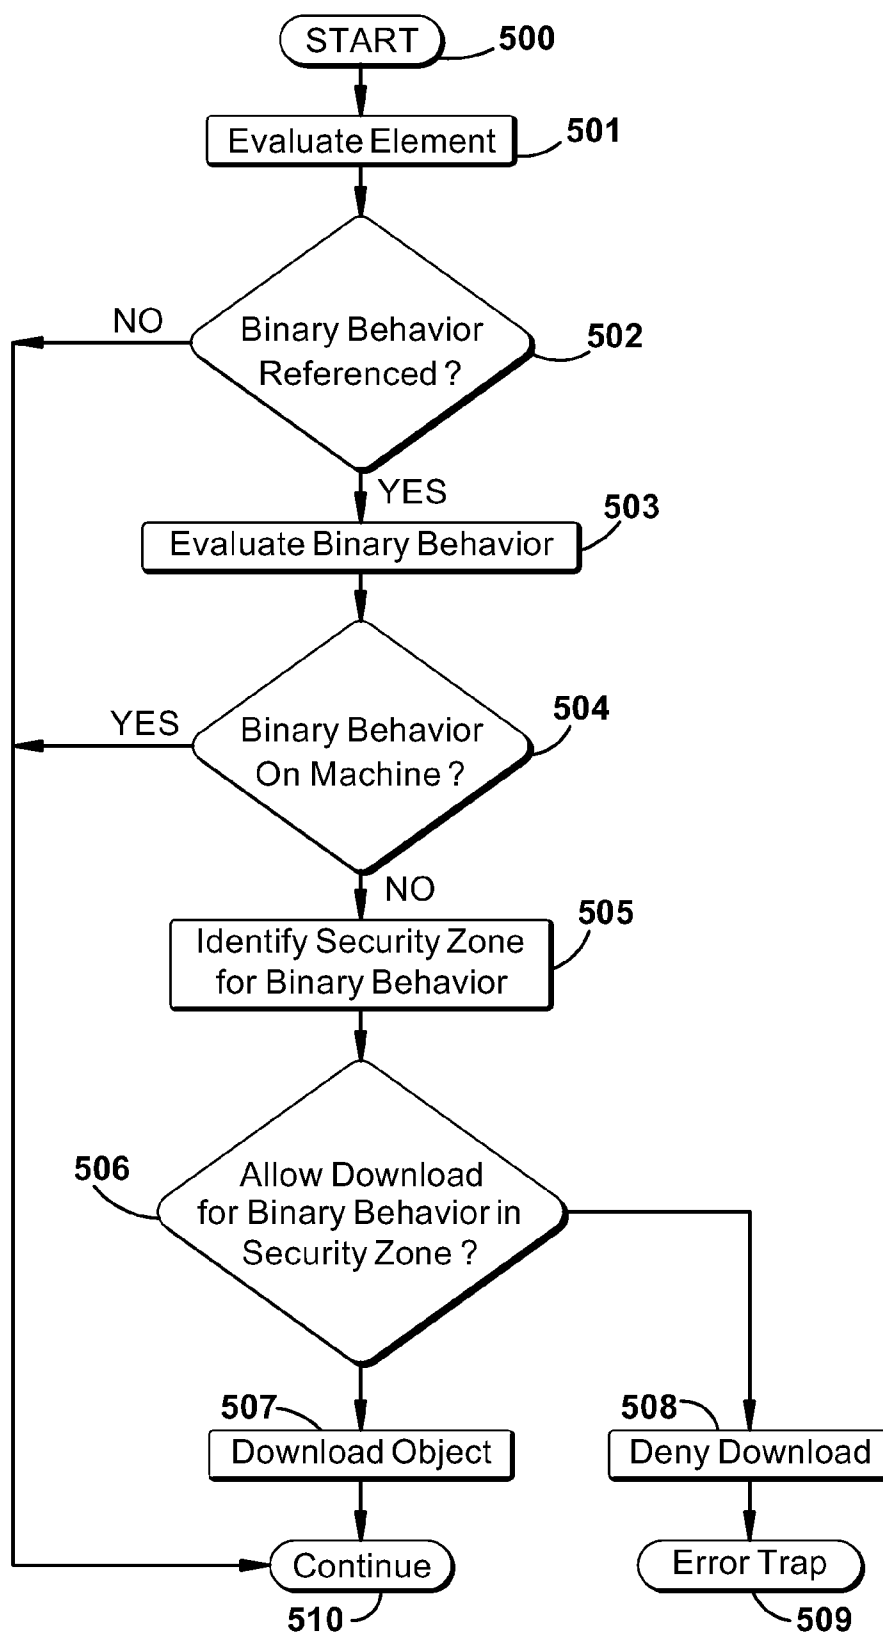 START
500
Evaluate Element
501
NO
Binary Behavior
Referenced ?
502
YES
503
Evaluate Binary Behavior
YES
Binary Behavior
On Machine ?
504
NO
505
Identify Security Zone
for Binary Behavior
506
Allow Download
for Binary Behavior in
Security Zone ?
507
508
Download Object
Deny Download
Continue
Error Trap
510
509